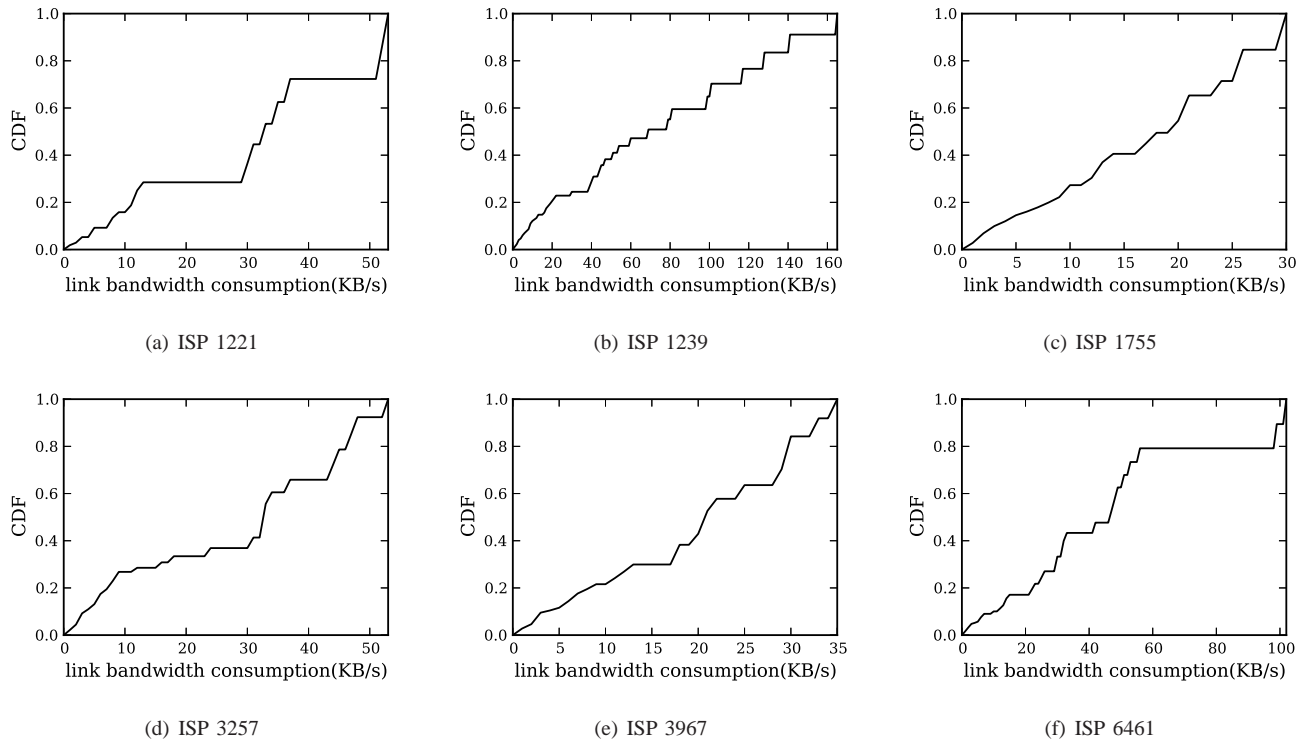 1.0
0.8
0.6
0.4
0.2
0.0
CDF
0 10 20 30 40 50
link bandwidth consumption(KB/s)
(a) ISP 1221
1.0
0.8
0.6
0.4
0.2
0.0
CDF
0 20 40 60 80 100 120 140 160
link bandwidth consumption(KB/s)
(b) ISP 1239
1.0
0.8
0.6
0.4
0.2
0.0
CDF
0 5 10 15 20 25 30
link bandwidth consumption(KB/s)
(c) ISP 1755
1.0
0.8
0.6
0.4
0.2
0.0
CDF
0 10 20 30 40 50
link bandwidth consumption(KB/s)
(d) ISP 3257
1.0
0.8
0.6
0.4
0.2
0.0
CDF
0 5 10 15 20 25 30 35
link bandwidth consumption(KB/s)
(e) ISP 3967
1.0
0.8
0.6
0.4
0.2
0.0
CDF
0 20 40 60 80 100
link bandwidth consumption(KB/s)
(f) ISP 6461